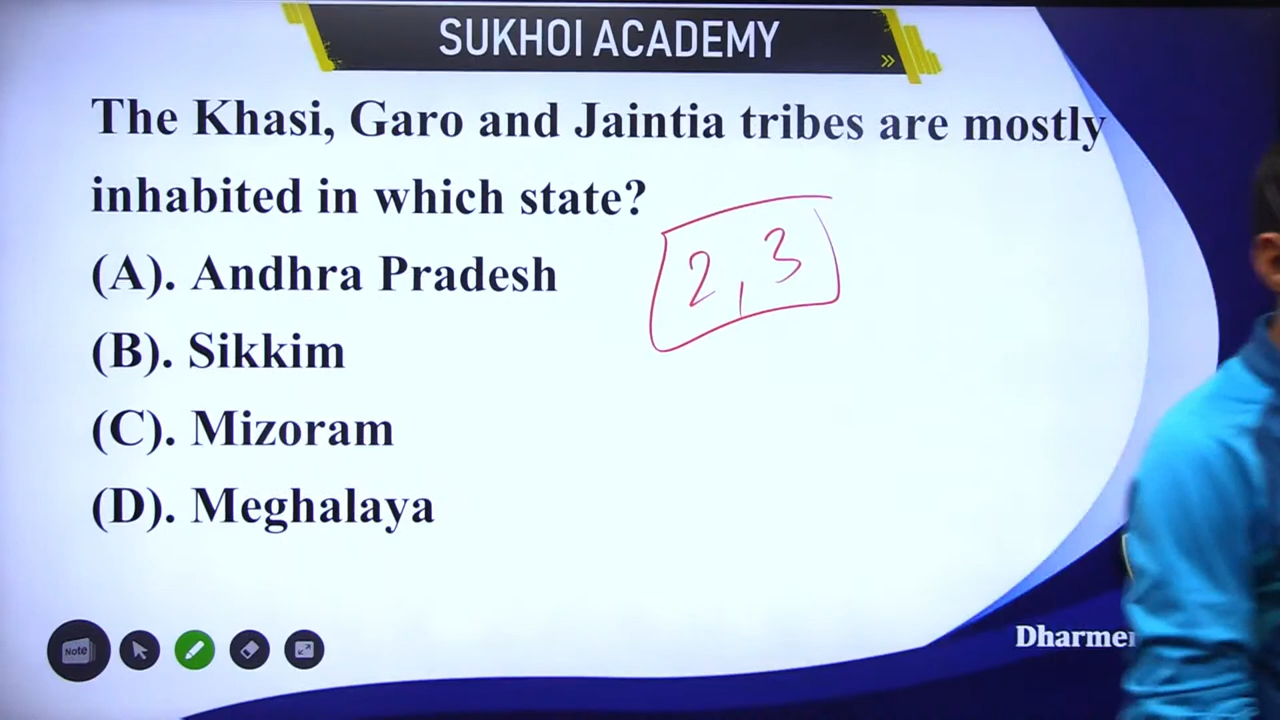 SUKHOI ACADEMY
The Khasi, Garo and Jaintia tribes are mostly
inhabited in which state?
2, 3
(A). Andhra Pradesh
(B). Sikkim
(C). Mizoram
(D). Meghalaya
Note